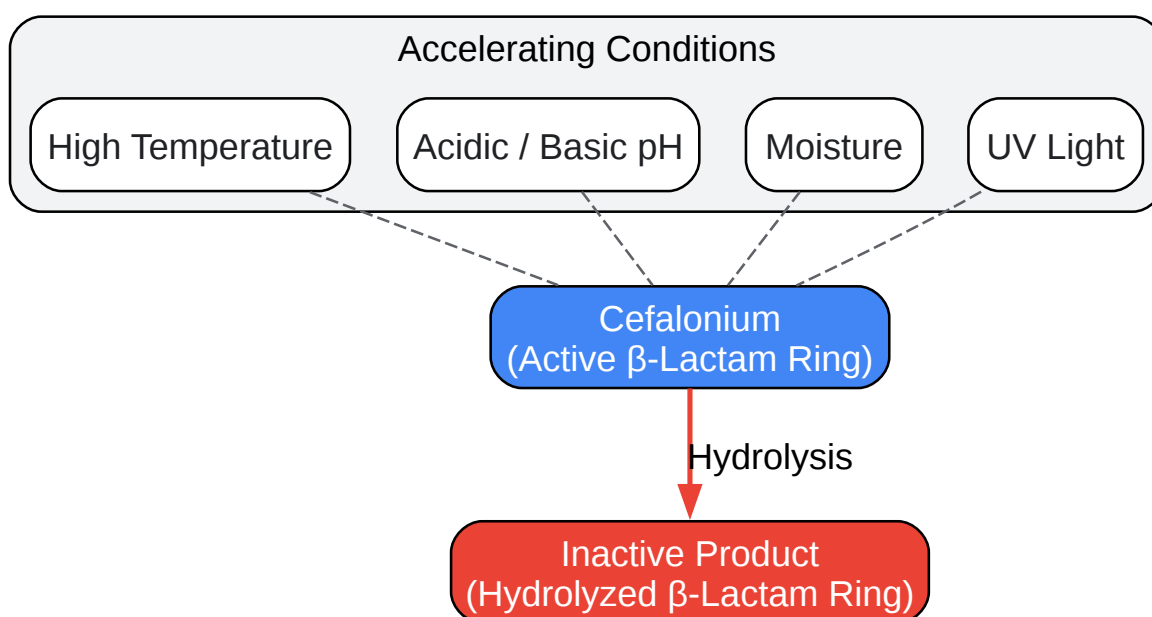 Accelerating Conditions
High Temperature
Acidic / Basic pH
Moisture
UV Light
Cefalonium
(Active β-Lactam Ring)
Hydrolysis
Inactive Product
(Hydrolyzed β-Lactam Ring)